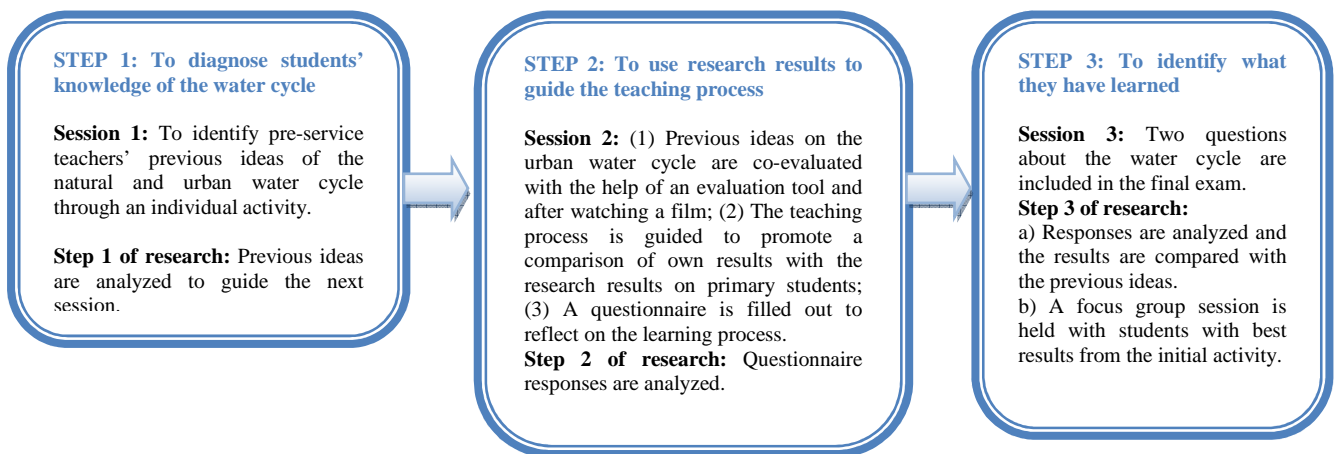 STEP 1: To diagnose students'
knowledge of the water cycle
Session 1: To identify pre-service
teachers' previous ideas of the
natural and urban water cycle
through an individual activity.
Step 1 of research: Previous ideas
are analyzed to guide the next
session.
STEP 2: To use research results to
guide the teaching process
Session 2: (1) Previous ideas on the
urban water cycle are co-evaluated
with the help of an evaluation tool and
after watching a film; (2) The teaching
process is guided to promote a
comparison of own results with the
research results on primary students;
(3) A questionnaire is filled out to
reflect on the learning process.
Step 2 of research: Questionnaire
responses are analyzed.
STEP 3: To identify what
they have learned
Session 3: Two questions
about the water cycle are
included in the final exam.
Step 3 of research:
a) Responses are analyzed and
the results are compared with
the previous ideas.
b) A focus group session is
held with students with best
results from the initial activity.